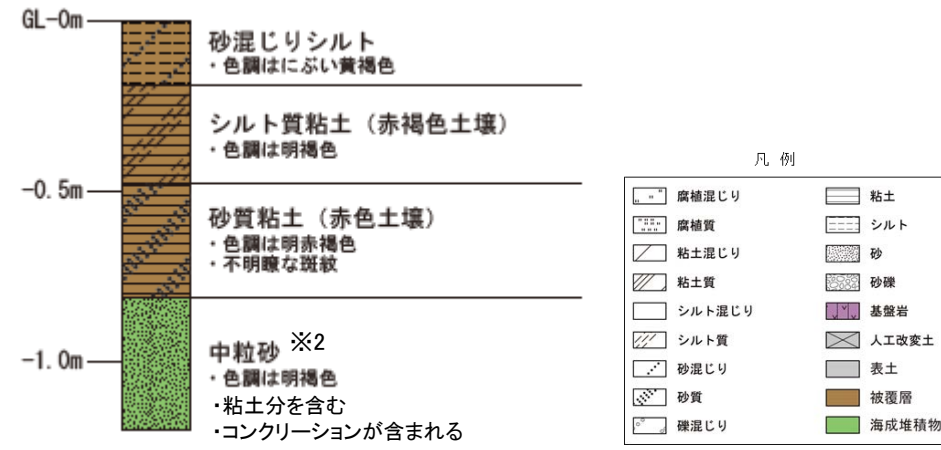 GL-0m
砂混じりシルト
・色調はにぶい黄褐色
シルト質粘土（赤褐色土壌）
・色調は明褐色
-0.5m
砂質粘土（赤色土壌）
・色調は明赤褐色
・不明瞭な斑紋
中粒砂 ※2
-1.0m
・色調は明褐色
・粘土分を含む
・コンクリーションが含まれる
凡 例
腐植混じり
腐植質
粘土混じり
粘土質
シルト混じり
シルト質
砂混じり
砂質
礫混じり
粘土
シルト
砂
砂礫
基盤岩
人工改変土
表土
被覆層
海成堆積物